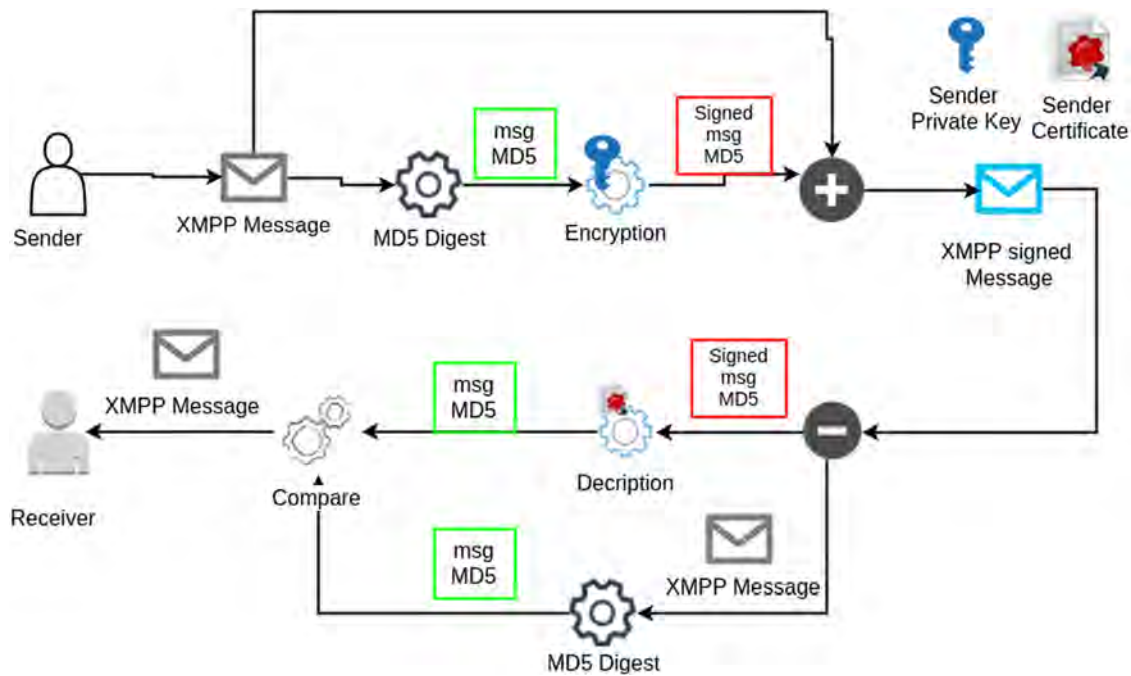 Sender
Private Key
Sender
Certificate
msg
MD5
Signed
msg
MD5
Sender
XMPP Message
MD5 Digest
Encryption
XMPP signed
Message
XMPP Message
msg
MD5
Signed
msg
MD5
Receiver
Compare
Decription
msg
MD5
XMPP Message
MD5 Digest